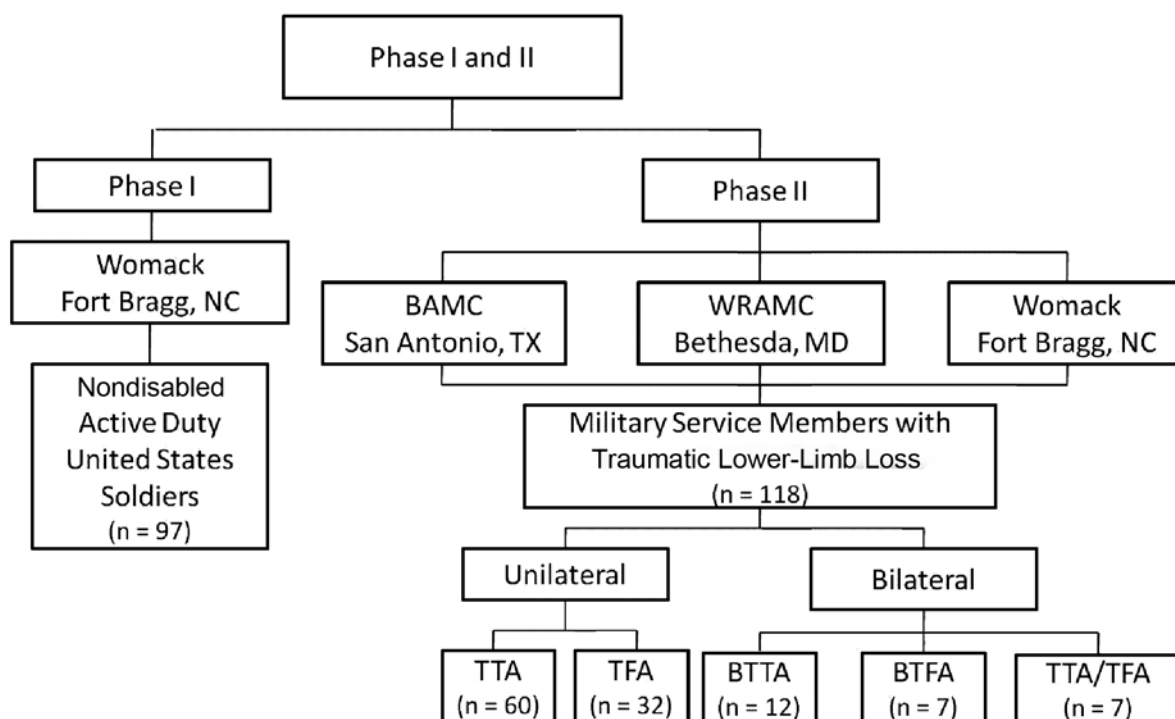 Phase I and II
Phase I
Phase II
Womack
Fort Bragg, NC
BAMC
San Antonio, TX
WRAMC
Bethesda, MD
Womack
Fort Bragg, NC
Nondisabled
Active Duty
United States
Soldiers
(n = 97)
Military Service Members with
Traumatic Lower-Limb Loss
(n = 118)
Unilateral
Bilateral
TTA
(n = 60)
TFA
(n = 32)
BTTA
(n = 12)
BTFA
(n = 7)
TTA/TFA
(n = 7)